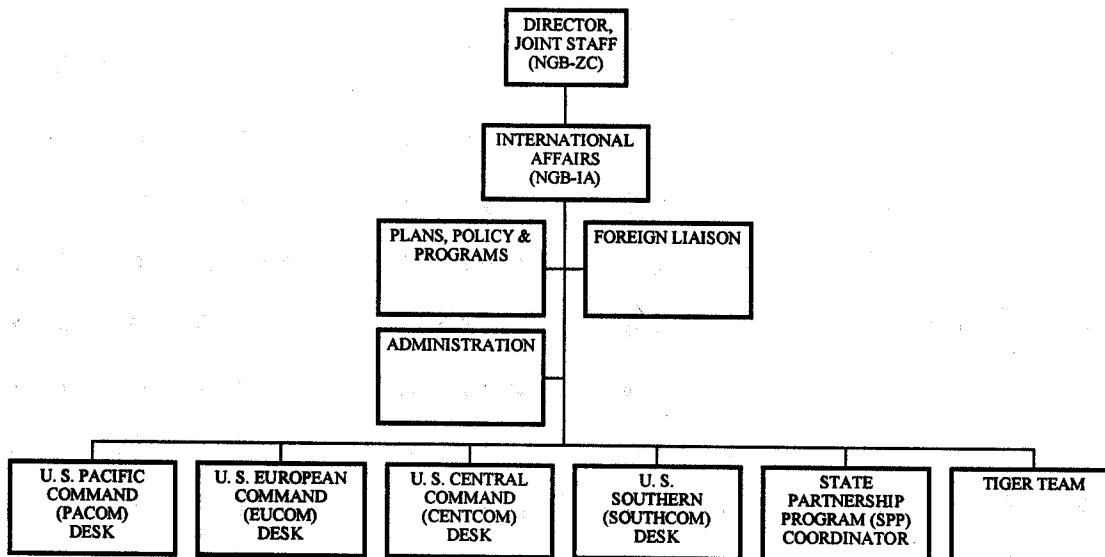 DIRECTOR,
JOINT STAFF
(NGB-ZC)
INTERNATIONAL
AFFAIRS
(NGB-IA)
PLANS, POLICY &
PROGRAMS
FOREIGN LIAISON
ADMINISTRATION
U. S. PACIFIC
COMMAND
(PACOM)
DESK
U. S. EUROPEAN
COMMAND
(EUCOM)
DESK
U. S. CENTRAL
COMMAND
(CENTCOM)
DESK
U. S.
SOUTHERN
(SOUTHCOM)
DESK
STATE
PARTNERSHIP
PROGRAM (SPP)
COORDINATOR
TIGER TEAM